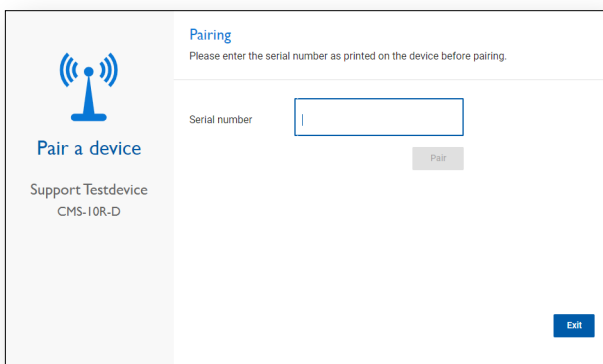 Pairing
Please enter the serial number as printed on the device before pairing.
Serial number
Pair
Pair a device
Support Testdevice
CMS-10R-D
Exit